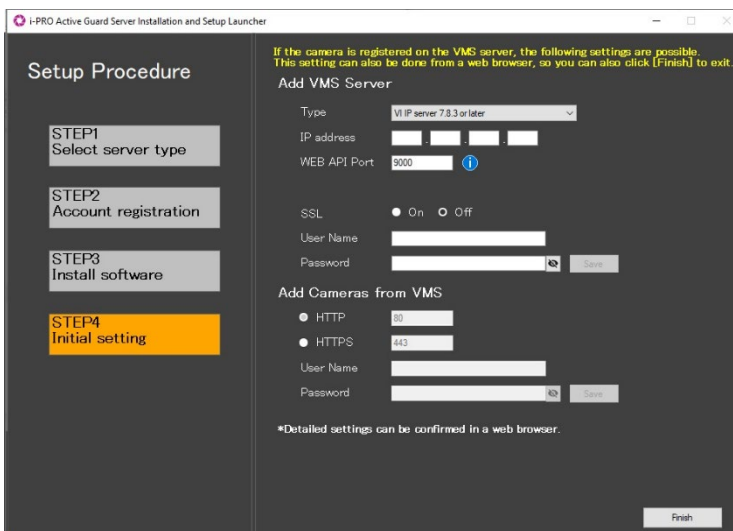 i-PRO Active Guard Server Installation and Setup Launcher
Setup Procedure
STEP1
Select server type
STEP2
Account registration
STEP3
Install software
STEP4
Initial setting
If the camera is registered on the VMS server, the following settings are possible.
This setting can also be done from a web browser, so you can also click [Finish] to exit.
Add VMS Server
Type VI IP server 7.8.3 or later
IP address . . .
WEB API Port 9000
SSL On Off
User Name
Password Save
Add Cameras from VMS
HTTP 80
HTTPS 443
User Name
Password Save
*Detailed settings can be confirmed in a web browser.
Finish